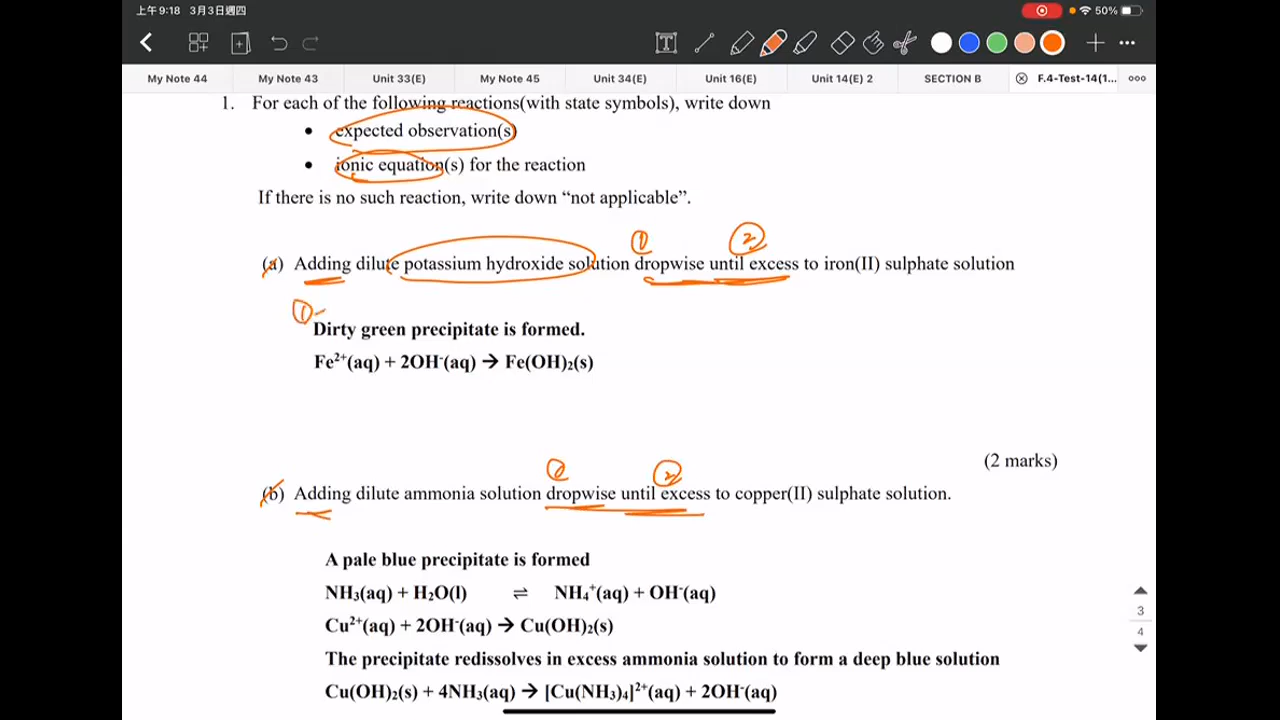 上午9:18 3月3日週四
50%
My Note 44
My Note 43
Unit 33(E)
My Note 45
Unit 34(E)
Unit 16(E)
Unit 14(E) 2
SECTION B
F.4-Test-14(1...
1. For each of the following reactions(with state symbols), write down
• expected observation(s)
• ionic equation(s) for the reaction
If there is no such reaction, write down “not applicable”.
① ②
(a) Adding dilute potassium hydroxide solution dropwise until excess to iron(II) sulphate solution
①
Dirty green precipitate is formed.
Fe²⁺(aq) + 2OH⁻(aq) → Fe(OH)₂(s)
(2 marks)
① ②
(b) Adding dilute ammonia solution dropwise until excess to copper(II) sulphate solution.
A pale blue precipitate is formed
NH₃(aq) + H₂O(l) ⇌ NH₄⁺(aq) + OH⁻(aq)
Cu²⁺(aq) + 2OH⁻(aq) → Cu(OH)₂(s)
The precipitate redissolves in excess ammonia solution to form a deep blue solution
Cu(OH)₂(s) + 4NH₃(aq) → [Cu(NH₃)₄]²⁺(aq) + 2OH⁻(aq)
3
4